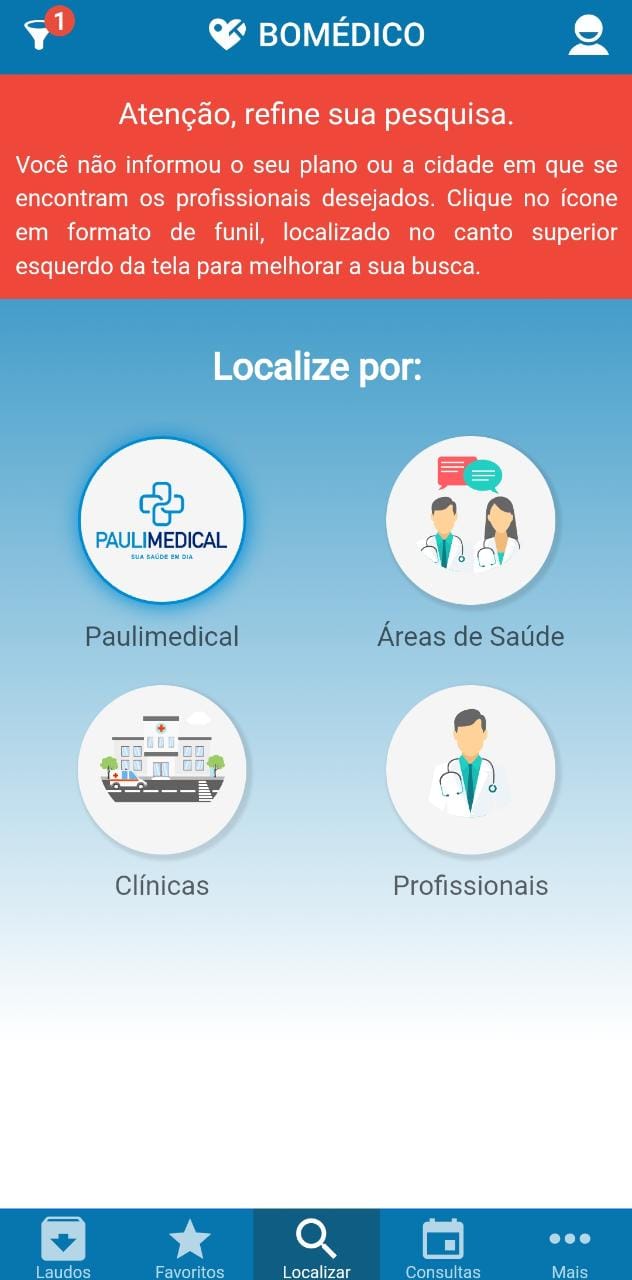 1
BOMÉDICO
Atenção, refine sua pesquisa.
Você não informou o seu plano ou a cidade em que se
encontram os profissionais desejados. Clique no ícone
em formato de funil, localizado no canto superior
esquerdo da tela para melhorar a sua busca.
Localize por:
PAULIMEDICAL
SUA SAÚDE EM DIA
Paulimedical
Áreas de Saúde
Clínicas
Profissionais
Laudos
Favoritos
Localizar
Consultas
Mais